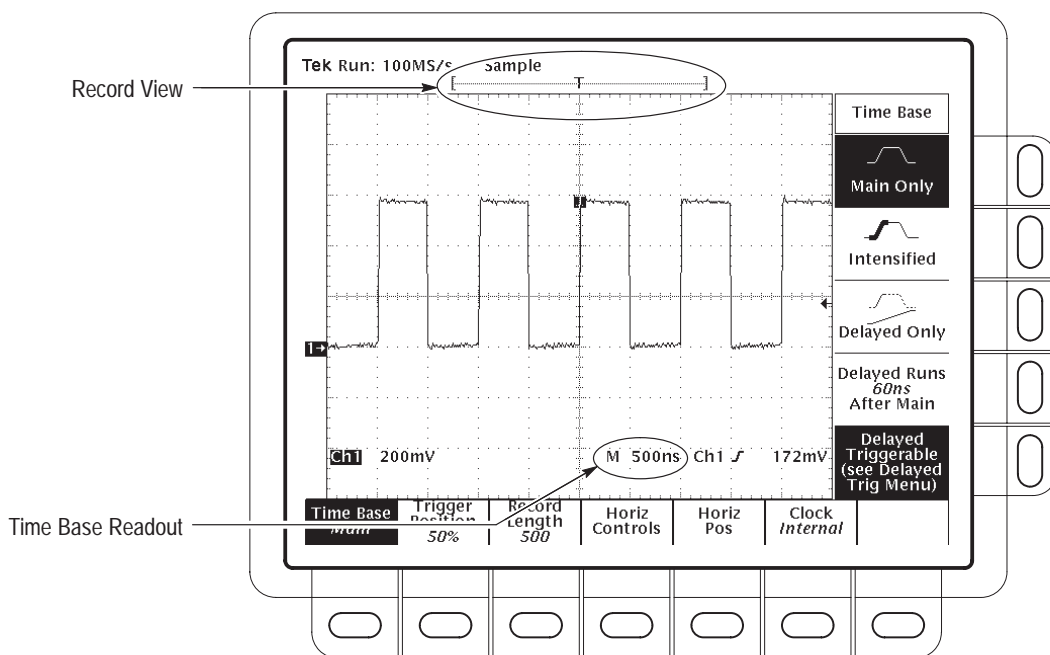 Tek Run: 100MS/s Sample
[ T ]
Record View
Time Base
Main Only
Intensified
Delayed Only
Delayed Runs
60ns
After Main
Delayed
Triggerable
(see Delayed
Trig Menu)
1→
Ch1 200mV M 500ns Ch1 172mV
Time Base Readout
Time Base
Main
Trigger
Position
50%
Record
Length
500
Horiz
Controls
Horiz
Pos
Clock
Internal